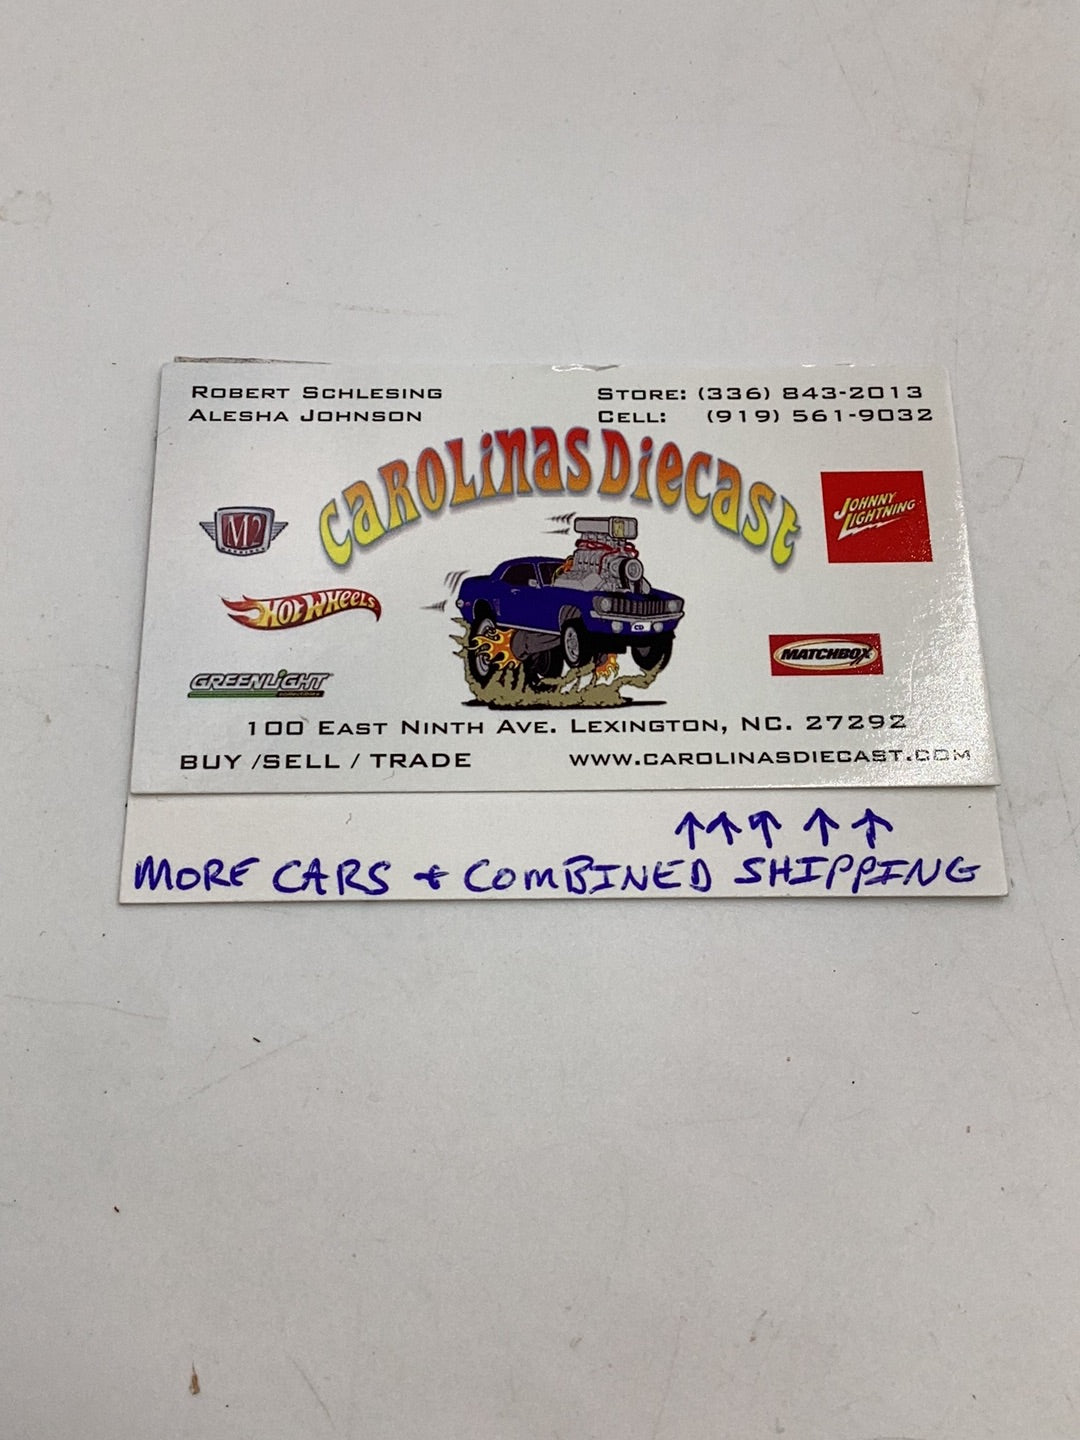 ROBERT SCHLESING
ALESHA JOHNSON
STORE: (336) 843-2013
CELL: (919) 561-9032
CAROLINAS DIECAST
M2
JOHNNY LIGHTNING
HOT WHEELS
CD
MATCHBOX
GREENLIGHT
100 EAST NINTH AVE. LEXINGTON, NC. 27292
BUY /SELL / TRADE
WWW.CAROLINASDIECAST.COM
MORE CARS + COMBINED SHIPPING